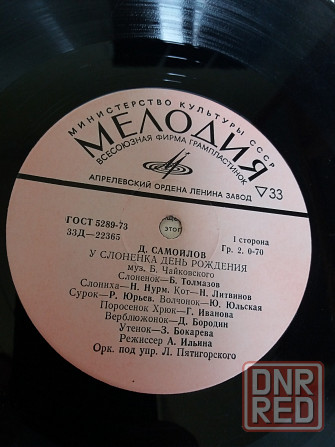 МИНИСТЕРСТВО КУЛЬТУРЫ СССР
МЕЛОДИЯ
ВСЕСОЮЗНАЯ ФИРМА ГРАМПЛАСТИНОК
АПРЕЛЕВСКИЙ ОРДЕНА ЛЕНИНА ЗАВОД
▽33
ГОСТ 5289-73
33Д—22365
этог
1 сторона
Гр. 2. 0-70
Д. САМОИЛОВ
У СЛОНЕНКА ДЕНЬ РОЖДЕНИЯ
муз. Б. Чайковского
Слоненок— Б. Толмазов
Слониха—Н. Нурм. Кот—Н. Литвинов
Сурок—Р. Юрьев. Волчонок—Ю. Юльская
Поросенок Хрюк—Г. Иванова
Верблюжонок—Д. Бородин
Утенок—З. Бокарева
Режиссер А. Ильина
Орк. под упр. Л. Пятигорского
DNR
RED